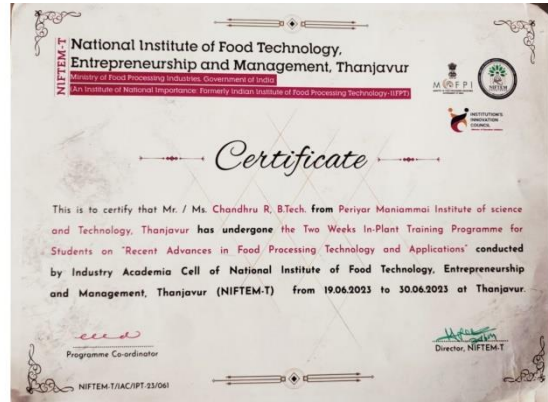 NIFTEM-T
National Institute of Food Technology,
Entrepreneurship and Management, Thanjavur
Ministry of Food Processing Industries, Government of India
(An Institute of National Importance: Formerly Indian Institute of Food Processing Technology-IIFPT)
MOFPI
NIFTEM
INSTITUTION'S
INNOVATION
COUNCIL
Certificate
This is to certify that Mr. / Ms. Chandhru R, B.Tech. from Periyar Maniammai Institute of science
and Technology, Thanjavur has undergone the Two Weeks In-Plant Training Programme for
Students on "Recent Advances in Food Processing Technology and Applications" conducted
by Industry Academia Cell of National Institute of Food Technology, Entrepreneurship
and Management, Thanjavur (NIFTEM-T) from 19.06.2023 to 30.06.2023 at Thanjavur.
Programme Co-ordinator
Director, NIFTEM-T
NIFTEM-T/IAC/IPT-23/061